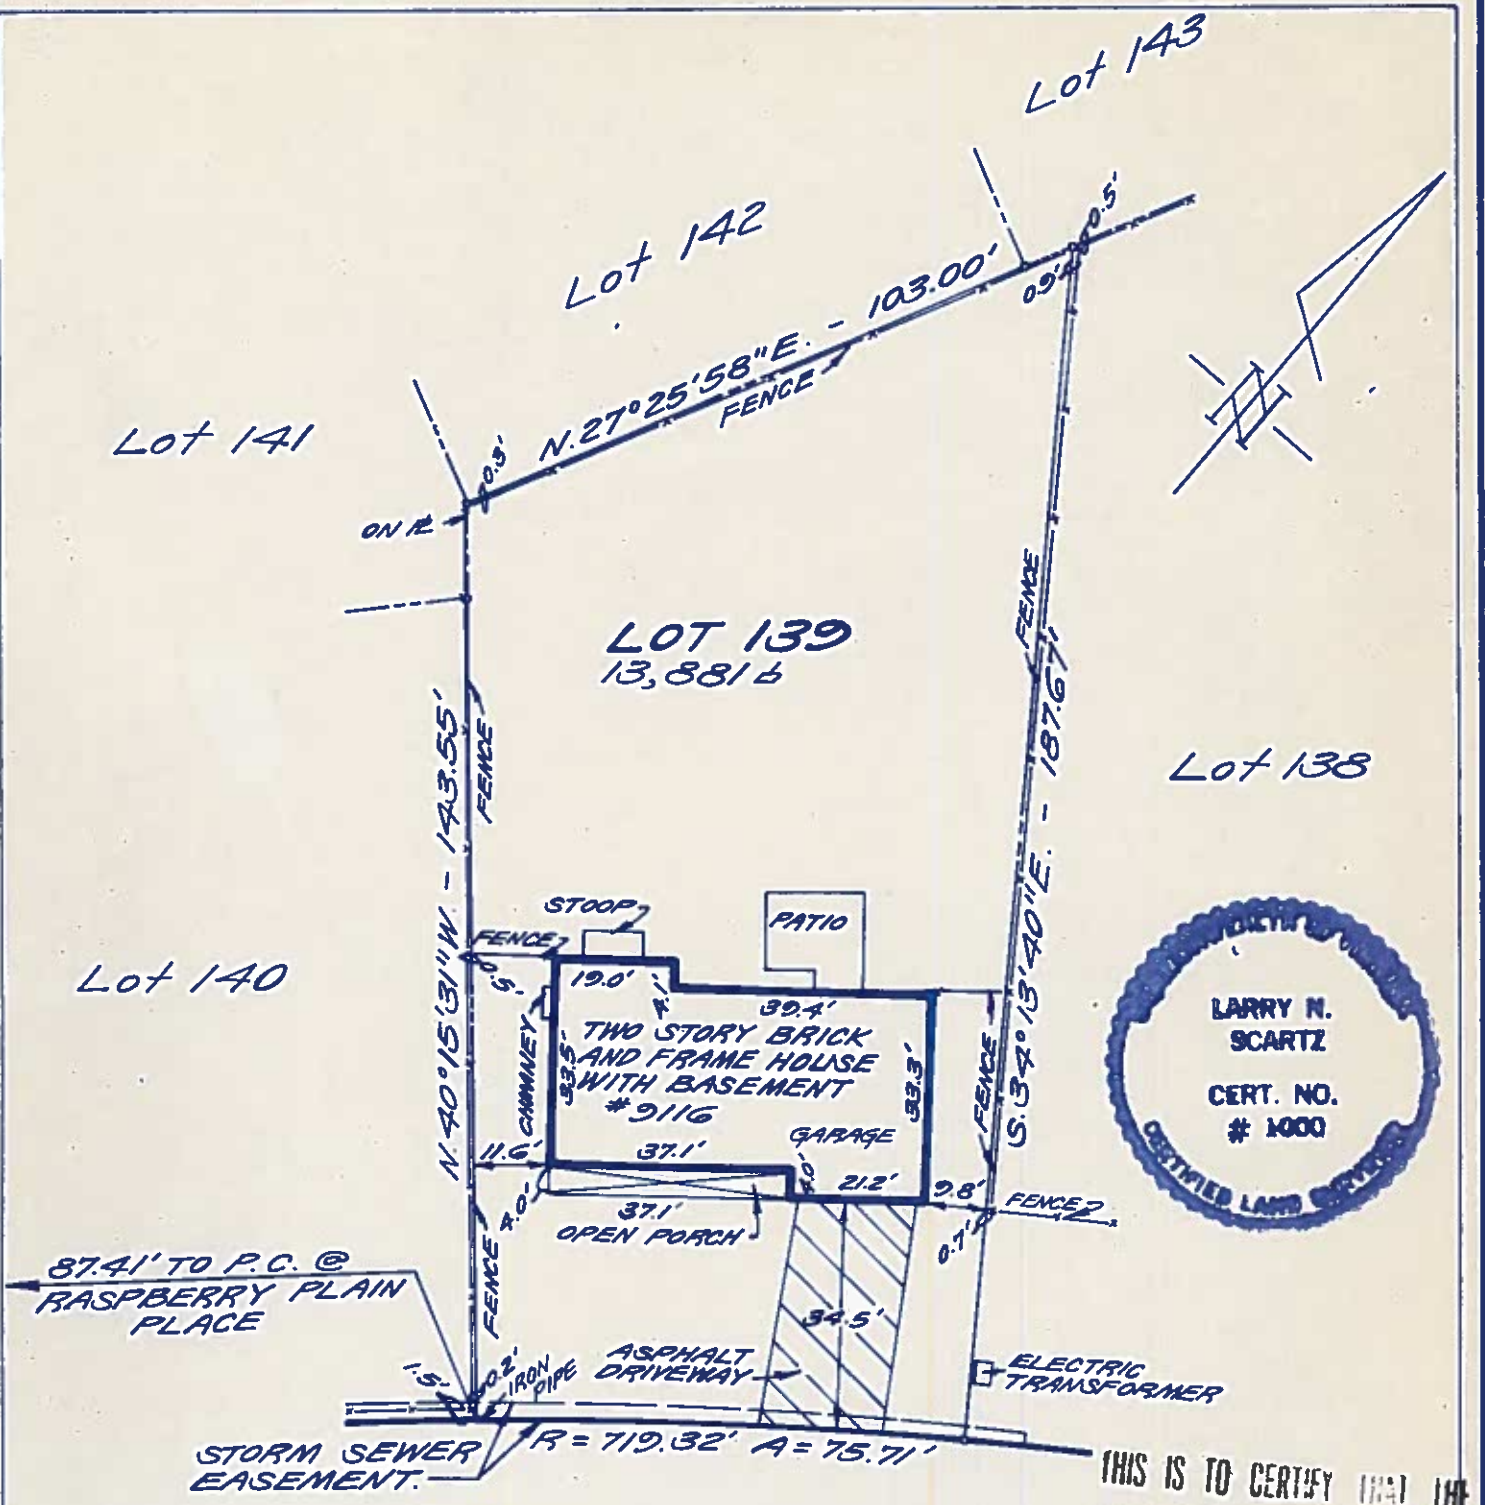 Lot 143
Lot 142
0.5'
0.9'
N. 27° 25' 58" E. - 103.00'
FENCE
N
Lot 141
0.3'
ON PL
LOT 139
13,881
FENCE
N. 40° 15' 31" W. - 143.55'
FENCE
S. 34° 13' 40" E. - 187.67'
Lot 138
Lot 140
STOOP
PATIO
FENCE
0.5'
19.0'
4.1'
39.4'
CHIMNEY
33.5'
TWO STORY BRICK
AND FRAME HOUSE
WITH BASEMENT
# 9116
33.3'
FENCE
GARAGE
11.6'
37.1'
4.0'
21.2'
9.8'
FENCE
0.7'
4.0'
37.1'
OPEN PORCH
FENCE
87.41' TO P.C. @
RASPBERRY PLAIN
PLACE
34.5'
ASPHALT
DRIVEWAY
ELECTRIC
TRANSFORMER
1.5'
0.2'
IRON
PIPE
STORM SEWER
EASEMENT.
R = 719.32' A = 75.71'
LARRY N.
SCARTZ
CERT. NO.
# 1000
CERTIFIED LAND
THIS IS TO CERTIFY THAT THE